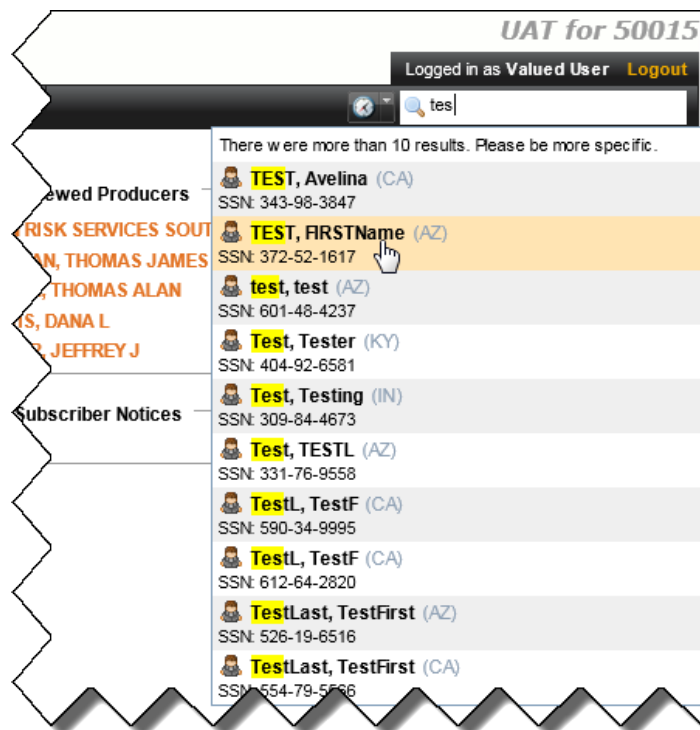 UAT for 50015
Logged in as Valued User Logout
tes
There were more than 10 results. Please be more specific.
TEST, Avelina (CA)
SSN: 343-98-3847
TEST, FIRSTName (AZ)
SSN: 372-52-1617
test, test (AZ)
SSN: 601-48-4237
Test, Tester (KY)
SSN: 404-92-6581
Test, Testing (IN)
SSN: 309-84-4673
Test, TESTL (AZ)
SSN: 331-76-9558
TestL, TestF (CA)
SSN: 590-34-9995
TestL, TestF (CA)
SSN: 612-64-2820
TestLast, TestFirst (AZ)
SSN: 526-19-6516
TestLast, TestFirst (CA)
SSN: 554-79-5566
ewed Producers
RISK SERVICES SOUT
AN, THOMAS JAMES
, THOMAS ALAN
IS, DANA L
, JEFFREY J
Subscriber Notices